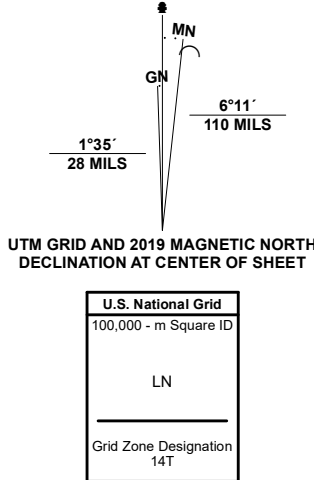 MN
GN
6°11´
110 MILS
1°35´
28 MILS
UTM GRID AND 2019 MAGNETIC NORTH
DECLINATION AT CENTER OF SHEET
U.S. National Grid
100,000 - m Square ID
LN
Grid Zone Designation
14T